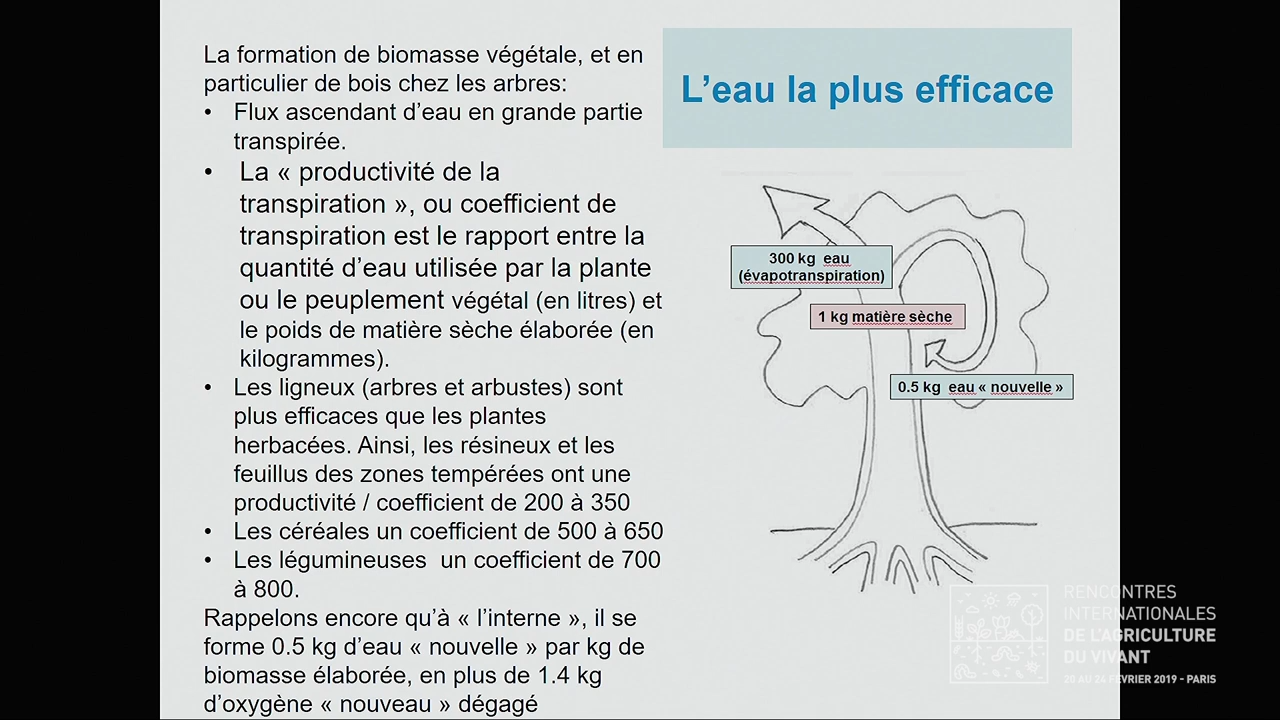 La formation de biomasse végétale, et en
particulier de bois chez les arbres:
• Flux ascendant d’eau en grande partie
transpirée.
• La « productivité de la
transpiration », ou coefficient de
transpiration est le rapport entre la
quantité d’eau utilisée par la plante
ou le peuplement végétal (en litres) et
le poids de matière sèche élaborée (en
kilogrammes).
• Les ligneux (arbres et arbustes) sont
plus efficaces que les plantes
herbacées. Ainsi, les résineux et les
feuillus des zones tempérées ont une
productivité / coefficient de 200 à 350
• Les céréales un coefficient de 500 à 650
• Les légumineuses un coefficient de 700
à 800.
Rappelons encore qu’à « l’interne », il se
forme 0.5 kg d’eau « nouvelle » par kg de
biomasse élaborée, en plus de 1.4 kg
d’oxygène « nouveau » dégagé
L’eau la plus efficace
300 kg eau
(évapotranspiration)
1 kg matière sèche
0.5 kg eau « nouvelle »
RENCONTRES
INTERNATIONALES
DE L’AGRICULTURE
DU VIVANT
20 AU 24 FÉVRIER 2019 - PARIS